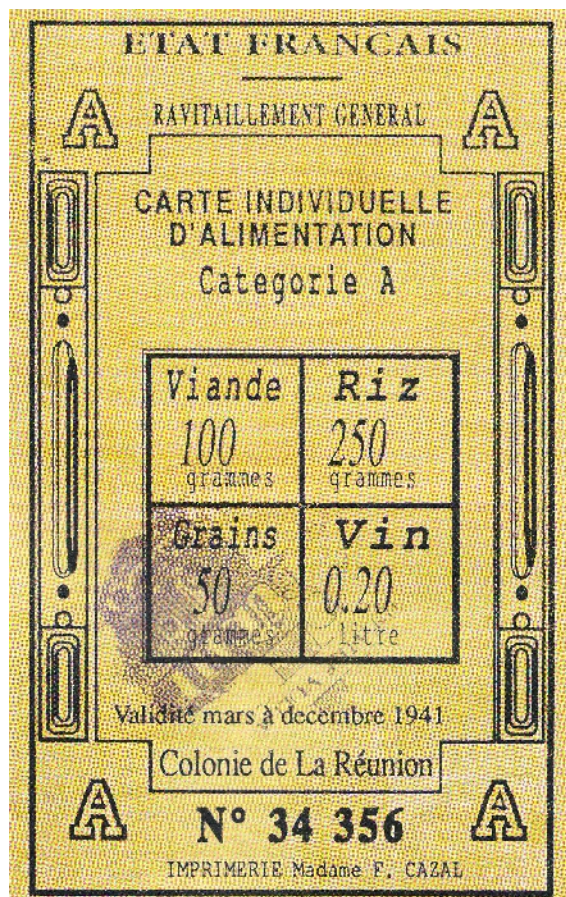 ETAT FRANCAIS
A RAVITAILLEMENT GENERAL A
CARTE INDIVIDUELLE
D'ALIMENTATION
Categorie A
Viande Riz
100 250
grammes grammes
Grains Vin
50 0.20
grammes litre
Validité mars à decembre 1941
Colonie de La Réunion
A N° 34 356 A
IMPRIMERIE Madame F. CAZAL